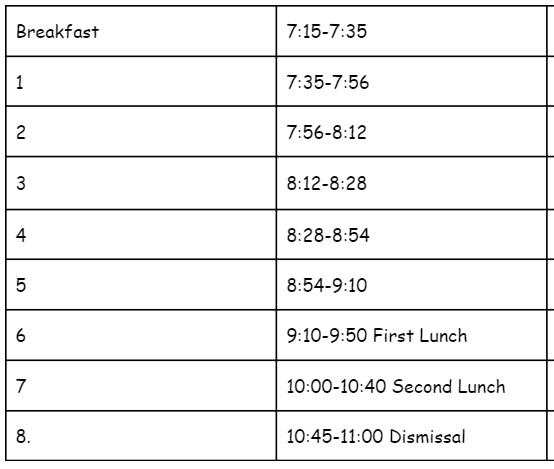 Breakfast 7:15-7:35
1 7:35-7:56
2 7:56-8:12
3 8:12-8:28
4 8:28-8:54
5 8:54-9:10
6 9:10-9:50 First Lunch
7 10:00-10:40 Second Lunch
8. 10:45-11:00 Dismissal